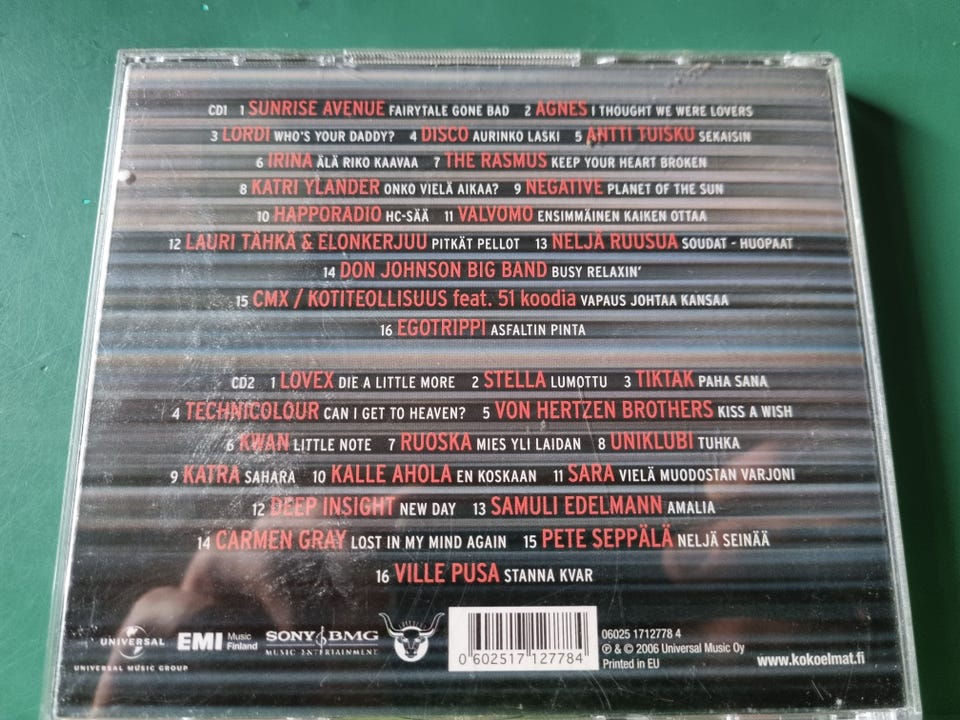 CD1 1 SUNRISE AVENUE FAIRYTALE GONE BAD 2 AGNES I THOUGHT WE WERE LOVERS
3 LORDI WHO'S YOUR DADDY? 4 DISCO AURINKO LASKI 5 ANTTI TUISKU SEKAISIN
6 IRINA ÄLÄ RIKO KAAVAA 7 THE RASMUS KEEP YOUR HEART BROKEN
8 KATRI YLANDER ONKO VIELÄ AIKAA? 9 NEGATIVE PLANET OF THE SUN
10 HAPPORADIO HC-SÄÄ 11 VALVOMO ENSIMMÄINEN KAIKEN OTTAA
12 LAURI TÄHKÄ & ELONKERJUU PITKÄT PELLOT 13 NELJÄ RUUSUA SOUDAT - HUOPAAT
14 DON JOHNSON BIG BAND BUSY RELAXIN'
15 CMX / KOTITEOLLISUUS feat. 51 koodia VAPAUS JOHTAA KANSAA
16 EGOTRIPPI ASFALTIN PINTA
CD2 1 LOVEX DIE A LITTLE MORE 2 STELLA LUMOTTU 3 TIKTAK PAHA SANA
4 TECHNICOLOUR CAN I GET TO HEAVEN? 5 VON HERTZEN BROTHERS KISS A WISH
6 KWAN LITTLE NOTE 7 RUOSKA MIES YLI LAIDAN 8 UNIKLUBI TUHKA
9 KATRA SAHARA 10 KALLE AHOLA EN KOSKAAN 11 SARA VIELÄ MUODOSTAN VARJONI
12 DEEP INSIGHT NEW DAY 13 SAMULI EDELMANN AMALIA
14 CARMEN GRAY LOST IN MY MIND AGAIN 15 PETE SEPPÄLÄ NELJÄ SEINÄÄ
16 VILLE PUSA STANNA KVAR
UNIVERSAL
UNIVERSAL MUSIC GROUP
EMI Music Finland
SONY BMG
MUSIC ENTERTAINMENT
0 602517 127784
06025 1712778 4
℗ & © 2006 Universal Music Oy
Printed in EU
www.kokoelmat.fi